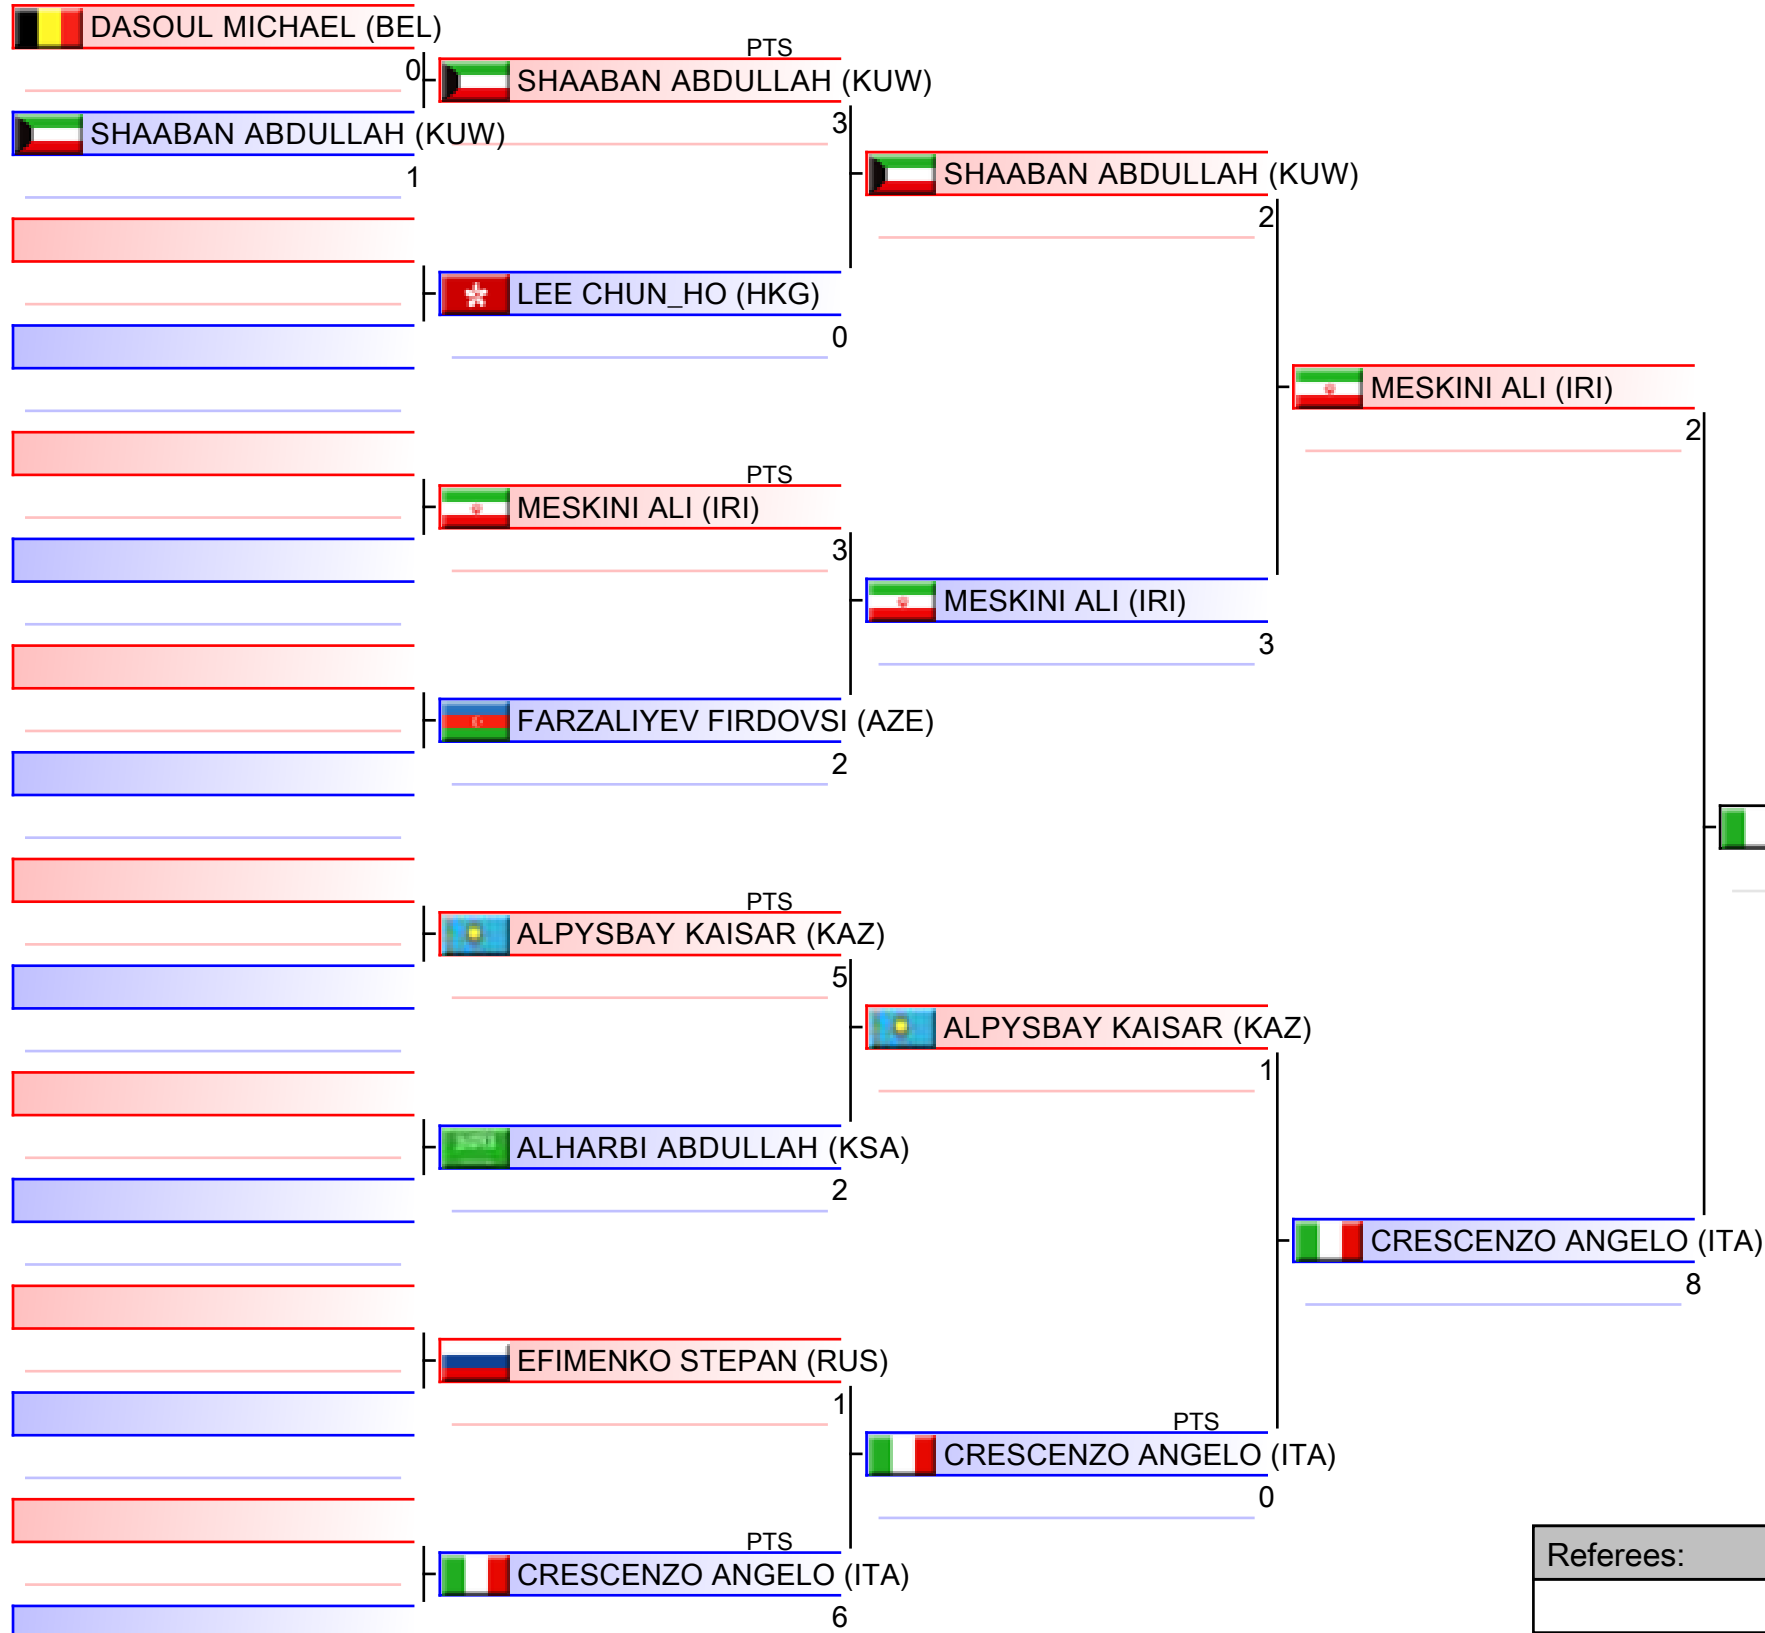 DASOUL MICHAEL (BEL)
0
SHAABAN ABDULLAH (KUW)
1
PTS
SHAABAN ABDULLAH (KUW)
3
LEE CHUN_HO (HKG)
0
PTS
MESKINI ALI (IRI)
3
FARZALIYEV FIRDOVSI (AZE)
2
PTS
ALPYSBAY KAISAR (KAZ)
5
ALHARBI ABDULLAH (KSA)
2
EFIMENKO STEPAN (RUS)
1
PTS
CRESCENZO ANGELO (ITA)
6
SHAABAN ABDULLAH (KUW)
2
MESKINI ALI (IRI)
3
ALPYSBAY KAISAR (KAZ)
1
PTS
CRESCENZO ANGELO (ITA)
0
MESKINI ALI (IRI)
2
CRESCENZO ANGELO (ITA)
8
Referees: